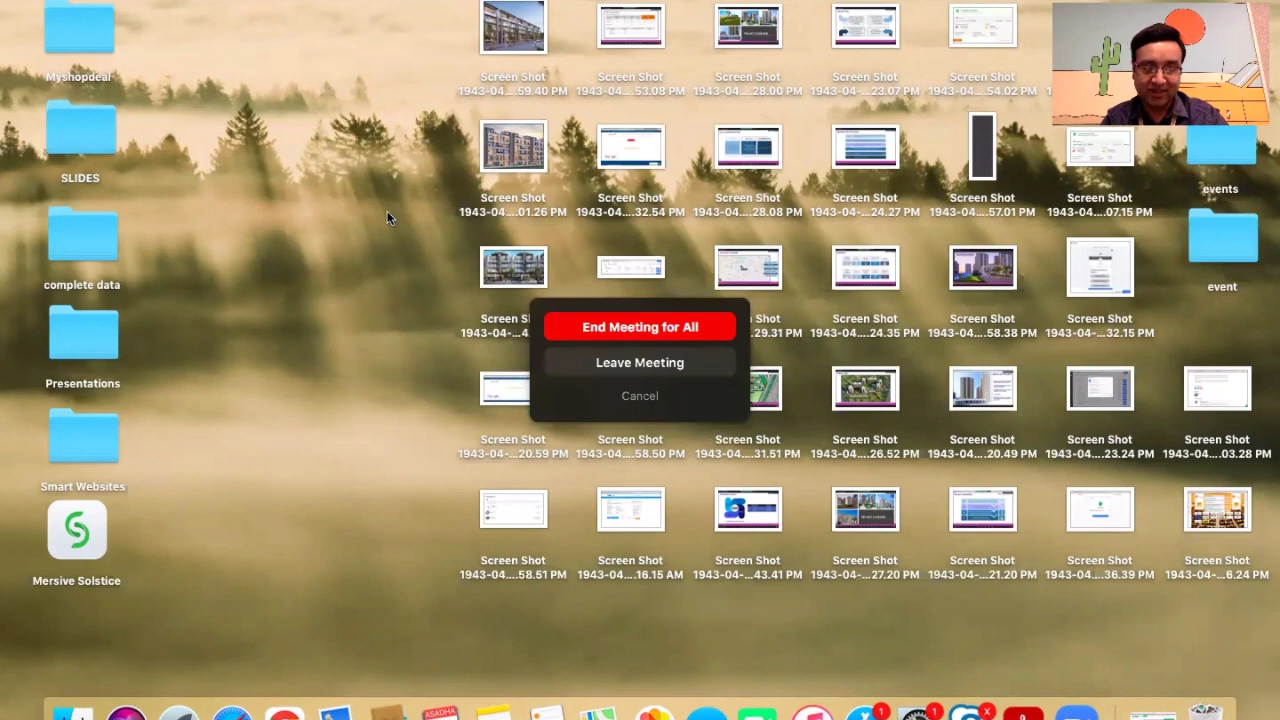 Myshopdeal
SLIDES
complete data
Presentations
Smart Websites
Mersive Solstice
Screen Shot
1943-04....59.40 PM
Screen Shot
1943-04....53.08 PM
Screen Shot
1943-04....28.00 PM
Screen Shot
1943-04....23.07 PM
Screen Shot
1943-04....54.02 PM
Screen Shot
1943-04....01.26 PM
Screen Shot
1943-04....32.54 PM
Screen Shot
1943-04....28.08 PM
Screen Shot
1943-04-...24.27 PM
Screen Shot
1943-04....57.01 PM
Screen Shot
1943-04....07.15 PM
events
event
Screen S
1943-04-...4
.29.31 PM
Screen Shot
1943-04....24.35 PM
Screen Shot
1943-04....58.38 PM
Screen Shot
1943-04-...32.15 PM
End Meeting for All
Leave Meeting
Cancel
Screen Shot
1943-04-...20.59 PM
Screen Shot
1943-04....58.50 PM
Screen Shot
1943-04....31.51 PM
Screen Shot
1943-04....26.52 PM
Screen Shot
1943-04....20.49 PM
Screen Shot
1943-04....23.24 PM
Screen Shot
1943-04....03.28 PM
Screen Shot
1943-04....58.51 PM
Screen Shot
1943-04....16.15 AM
Screen Shot
1943-04-...43.41 PM
Screen Shot
1943-04-...27.20 PM
Screen Shot
1943-04-...21.20 PM
Screen Shot
1943-04....36.39 PM
Screen Shot
1943-04-...6.24 PM
ASADHA
1
1
X